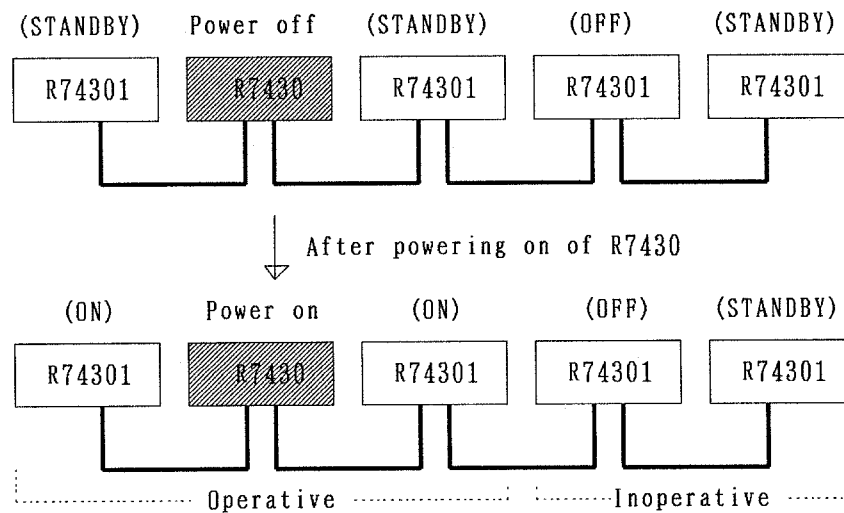 (STANDBY) Power off (STANDBY) (OFF) (STANDBY)
R74301 R7430 R74301 R74301 R74301
After powering on of R7430
(ON) Power on (ON) (OFF) (STANDBY)
R74301 R7430 R74301 R74301 R74301
Operative Inoperative